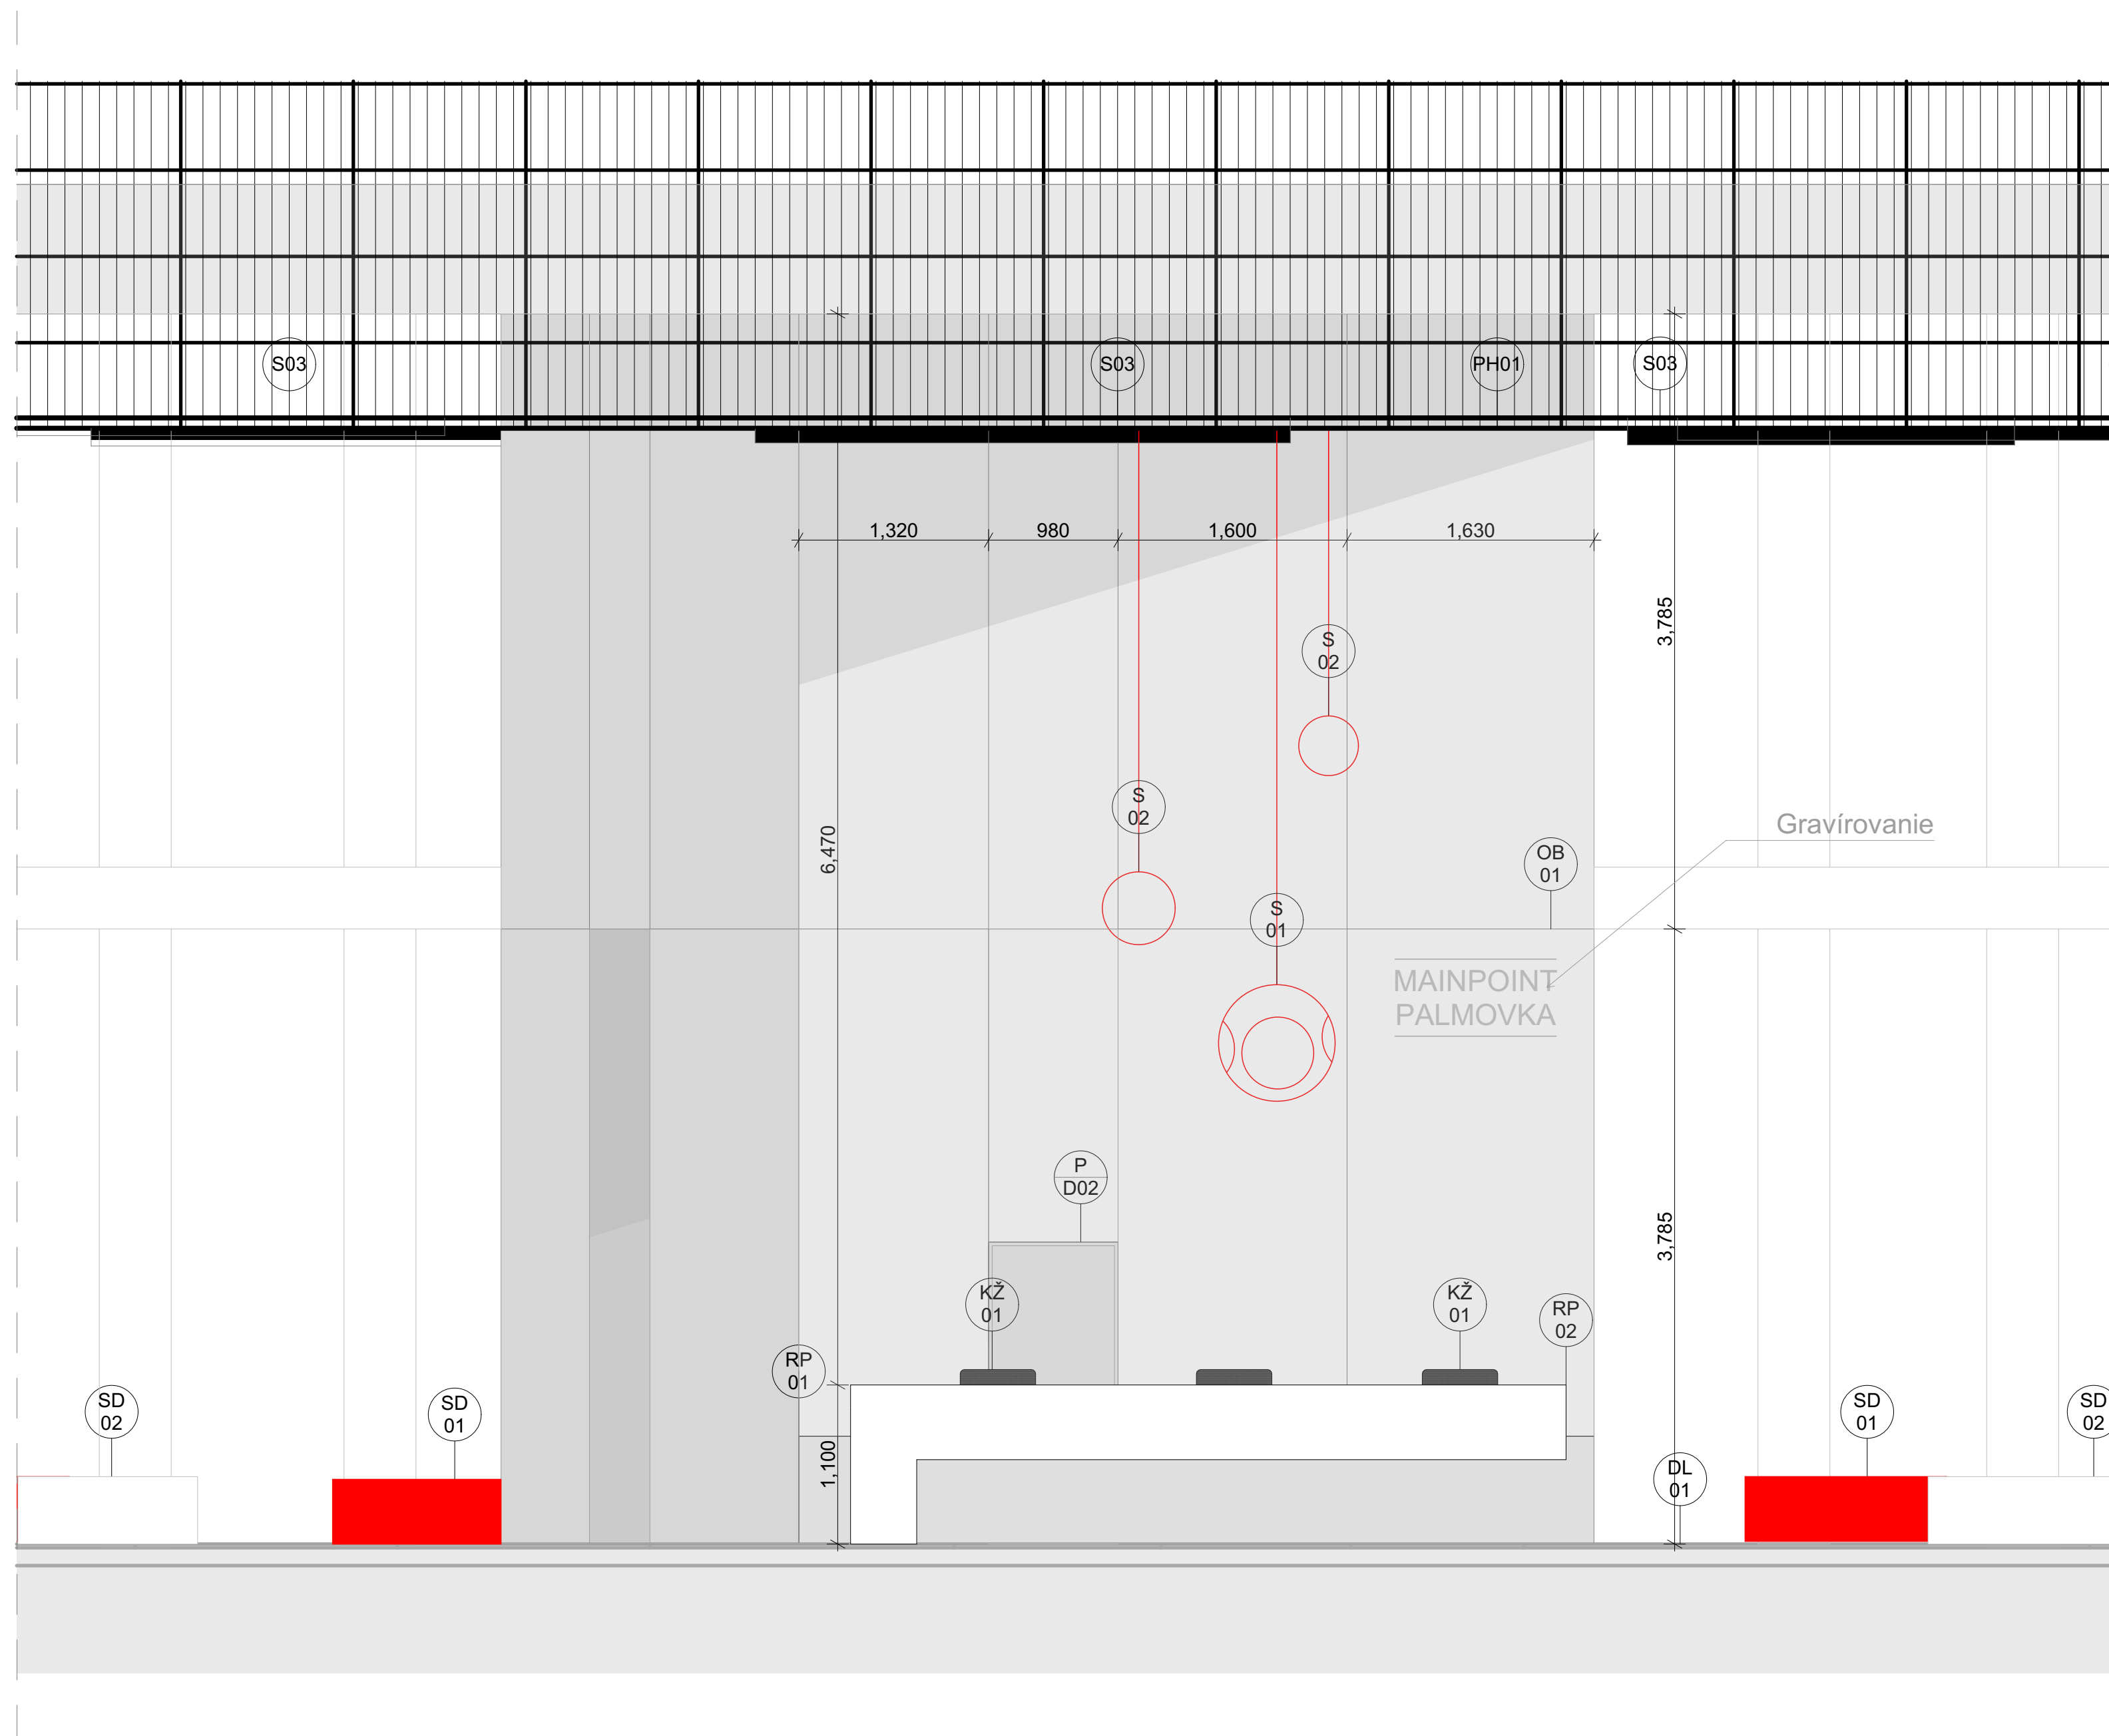 S03
S03
PH01
S03
1,320
980
1,600
1,630
3,785
S
02
S
02
Gravírovanie
6,470
OB
01
S
01
MAINPOINT
PALMOVKA
P
D02
3,785
KŽ
01
KŽ
01
RP
02
RP
01
SD
02
SD
01
SD
01
SD
02
1,100
DL
01